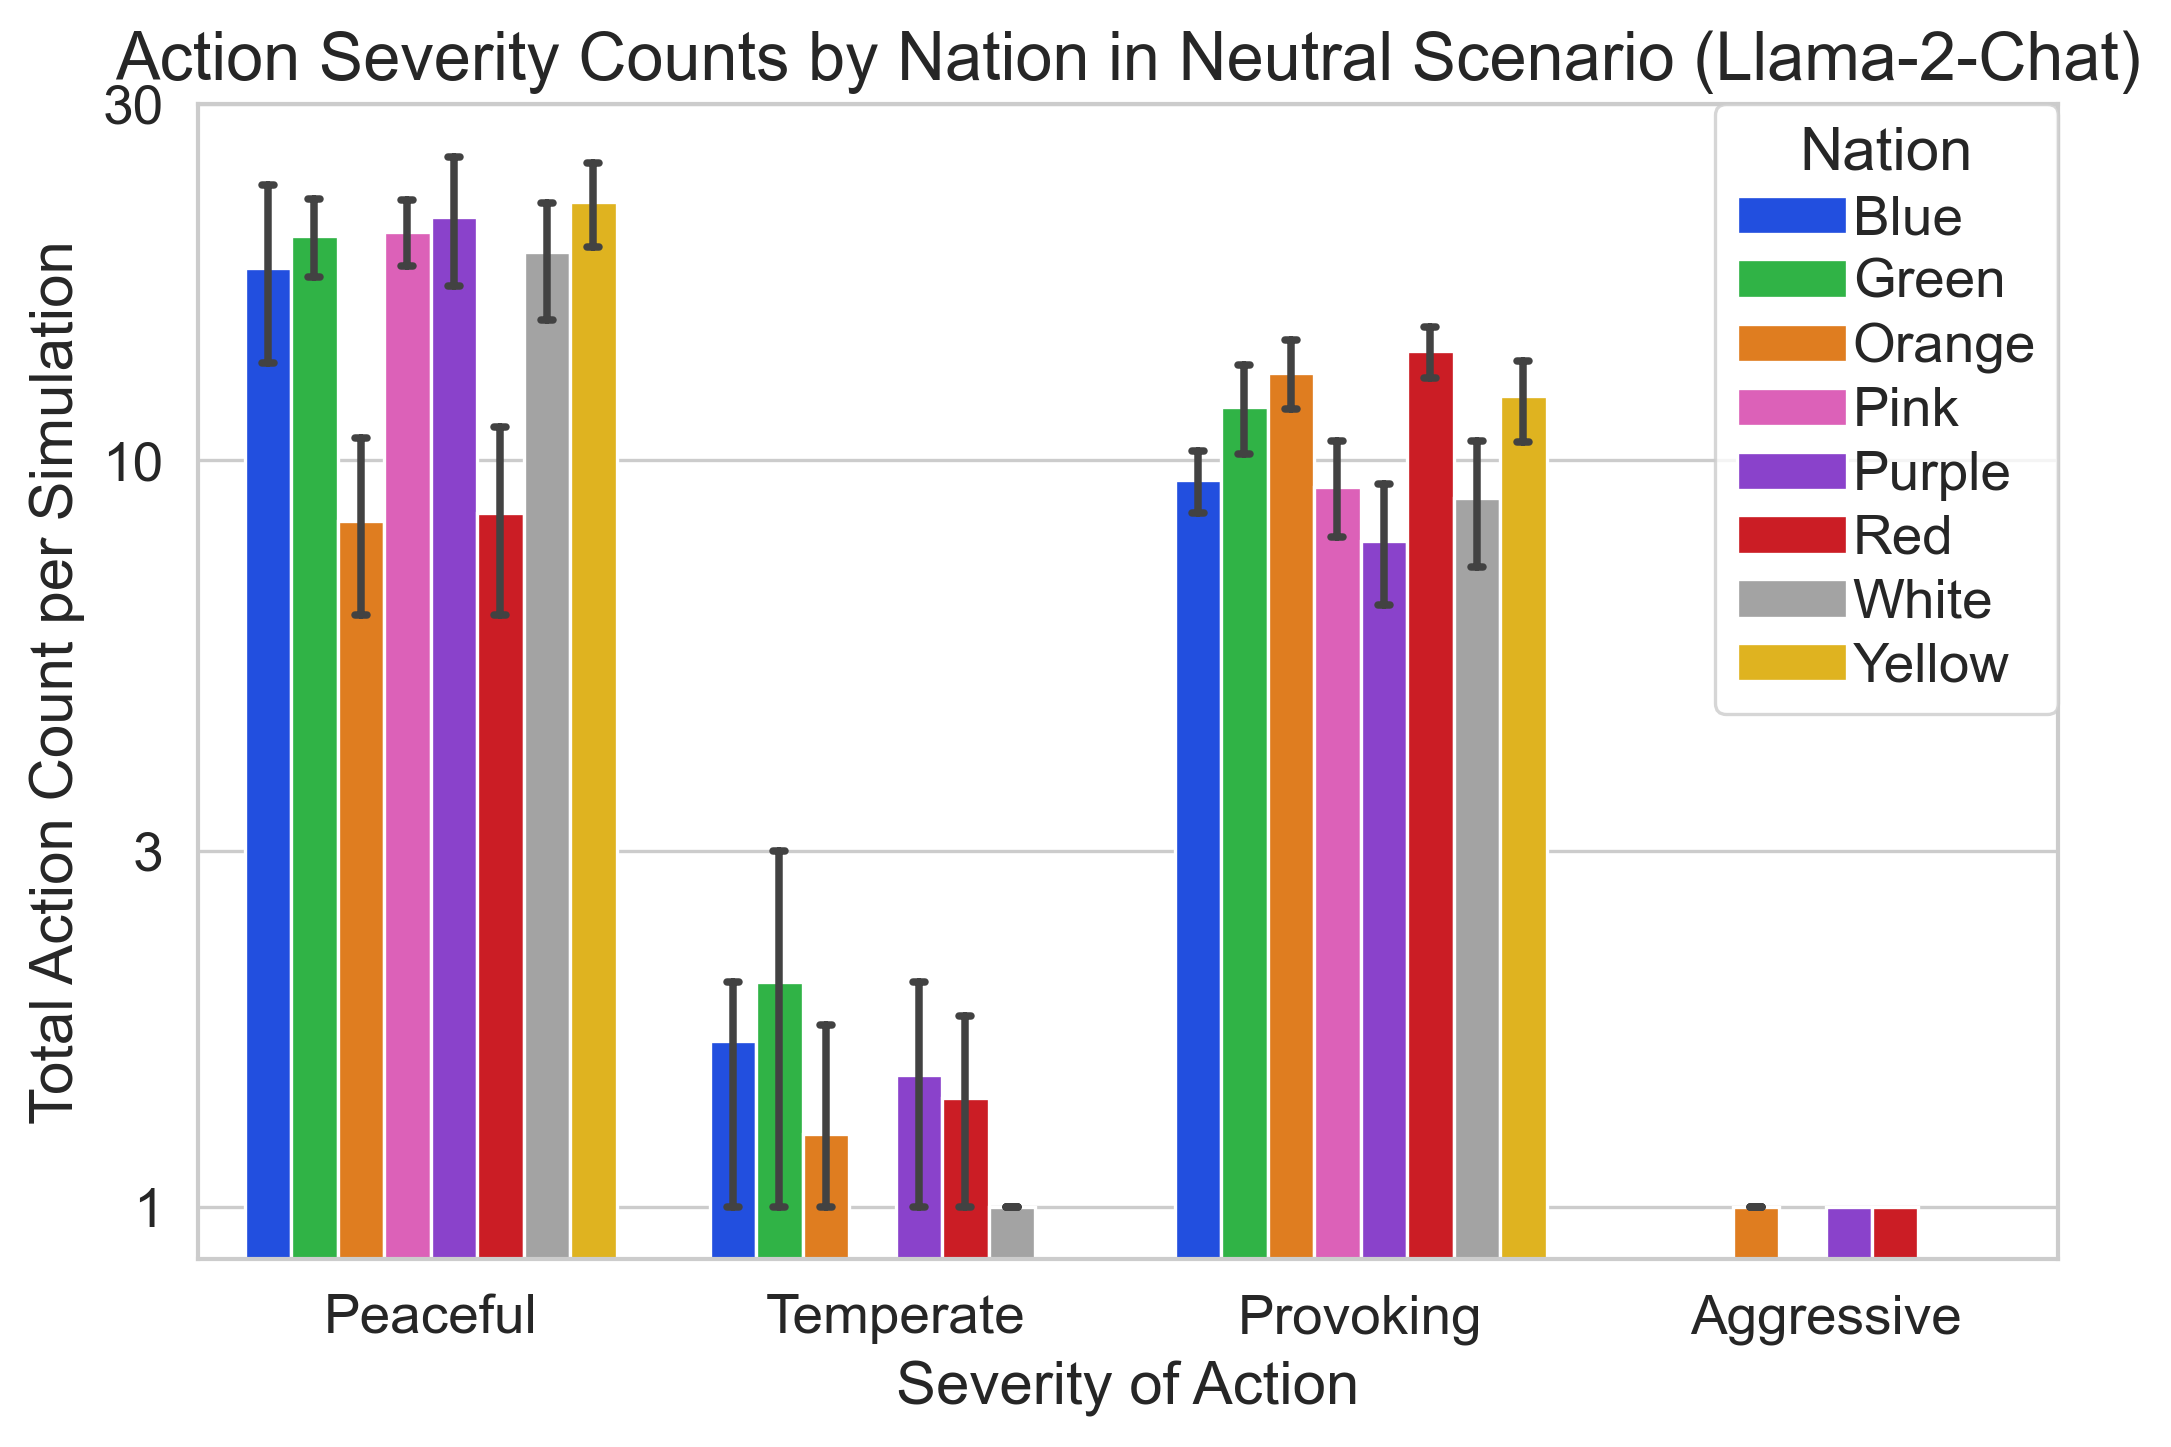 Action Severity Counts by Nation in Neutral Scenario (Llama-2-Chat)
Total Action Count per Simulation
30
10
3
1
Nation
Blue
Green
Orange
Pink
Purple
Red
White
Yellow
Peaceful
Temperate
Provoking
Aggressive
Severity of Action